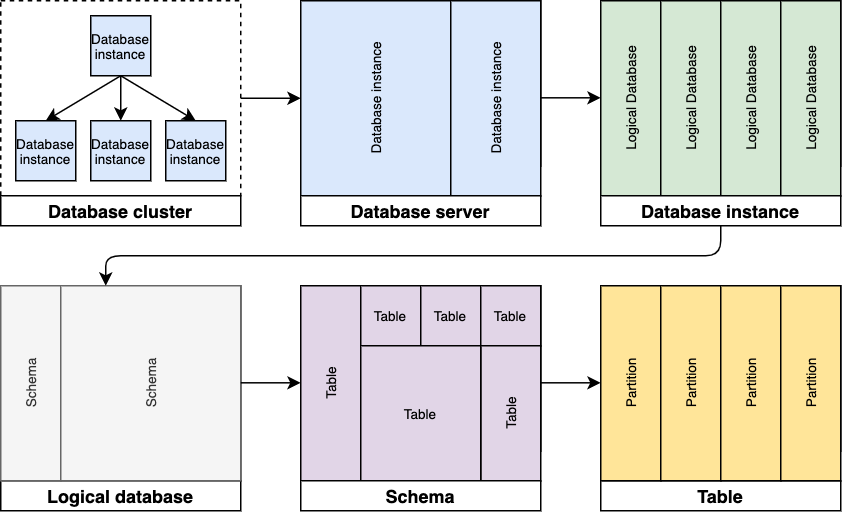 Database
instance
Database
instance
Database
instance
Database
instance
Database cluster
Database instance
Database instance
Database server
Logical Database
Logical Database
Logical Database
Logical Database
Database instance
Schema
Schema
Logical database
Table
Table
Table
Table
Table
Table
Schema
Partition
Partition
Partition
Partition
Table